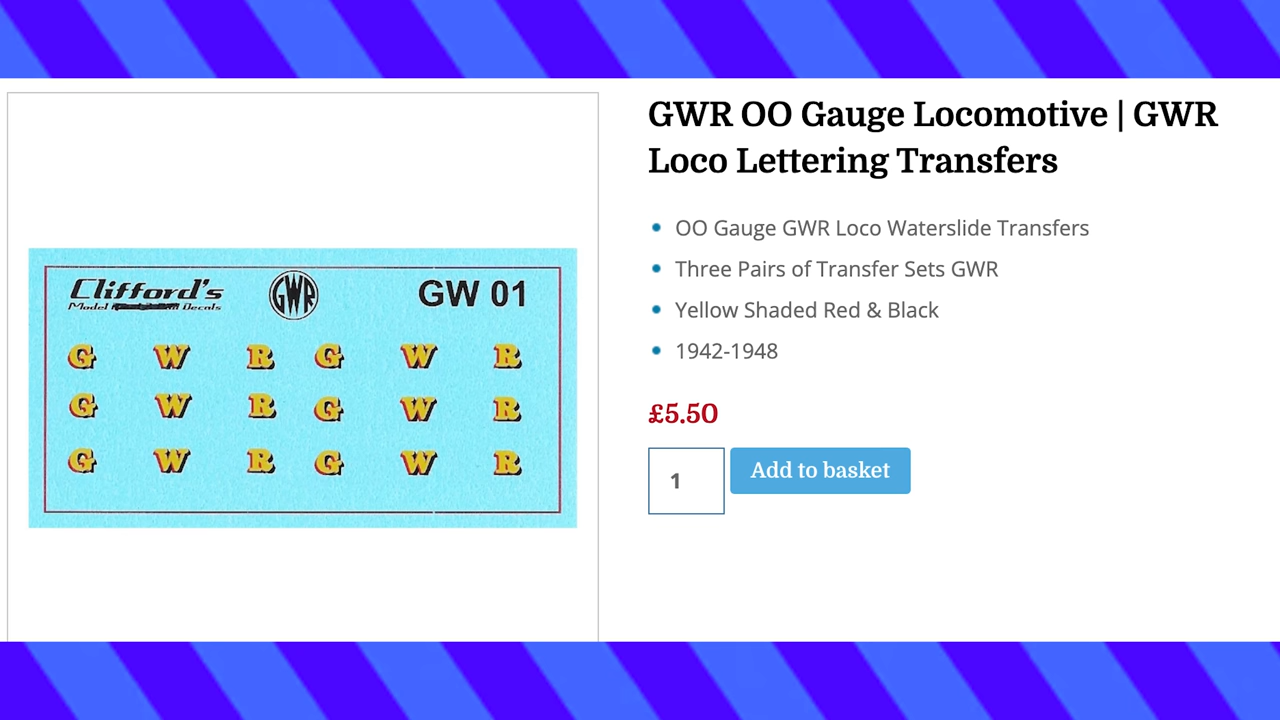 GWR OO Gauge Locomotive | GWR
Loco Lettering Transfers
OO Gauge GWR Loco Waterslide Transfers
Three Pairs of Transfer Sets GWR
Yellow Shaded Red & Black
1942-1948
£5.50
1
Add to basket
Clifford's
Model Decals
GWR
GW 01
G W R G W R
G W R G W R
G W R G W R